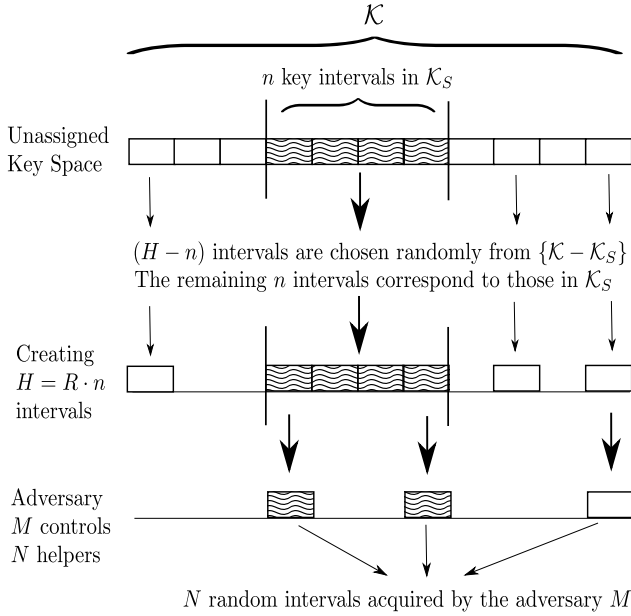 𝒦
n key intervals in 𝒦_S
Unassigned
Key Space
(H − n) intervals are chosen randomly from {𝒦 − 𝒦_S}
The remaining n intervals correspond to those in 𝒦_S
Creating
H = R · n
intervals
Adversary
M controls
N helpers
N random intervals acquired by the adversary M